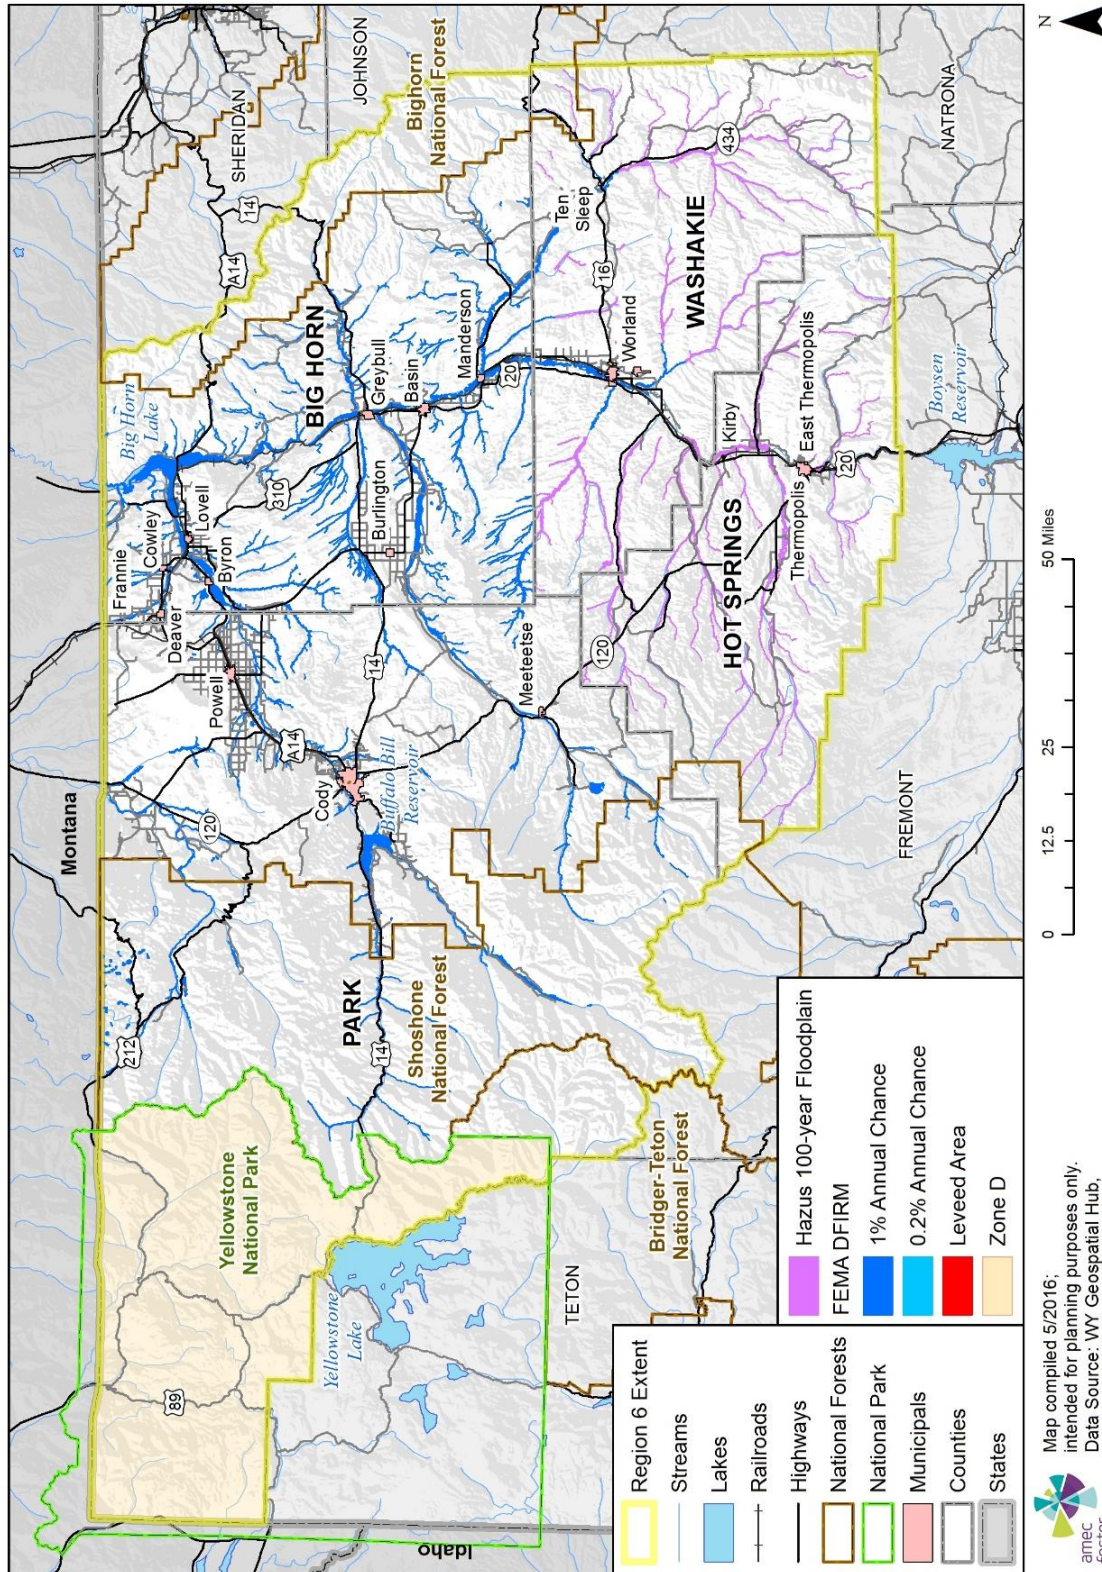 Montana
Idaho
SHERIDAN
JOHNSON
NATRONA
FREMONT
TETON
PARK
BIG HORN
WASHAKIE
HOT SPRINGS
Yellowstone
National Park
Yellowstone
Lake
Shoshone
National Forest
Bridger-Teton
National Forest
Bighorn
National Forest
Big Horn
Lake
Buffalo Bill
Reservoir
Boysen
Reservoir
Frannie
Cowley
Deaver
Lovell
Byron
Powell
Cody
Burlington
Greybull
Basin
Manderson
Meeteetse
Ten
Sleep
Worland
Kirby
East Thermopolis
Thermopolis
89
212
120
A14
14
14
14
A14
310
20
16
434
120
20
Region 6 Extent
Streams
Lakes
Railroads
Highways
National Forests
National Park
Municipals
Counties
States
Hazus 100-year Floodplain
FEMA DFIRM
1% Annual Chance
0.2% Annual Chance
Leveed Area
Zone D
0 12.5 25 50 Miles
N
amec
foster
Map compiled 5/2016;
intended for planning purposes only.
Data Source: WY Geospatial Hub,